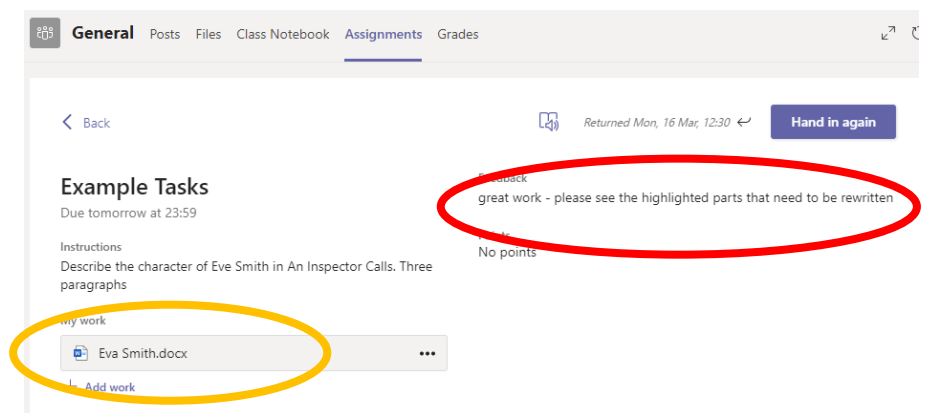 General Posts Files Class Notebook Assignments Grades
Back
Returned Mon, 16 Mar, 12:30
Hand in again
Example Tasks
Due tomorrow at 23:59
Instructions
Describe the character of Eve Smith in An Inspector Calls. Three
paragraphs
My work
Eva Smith.docx
Add work
Feedback
great work - please see the highlighted parts that need to be rewritten
Points
No points